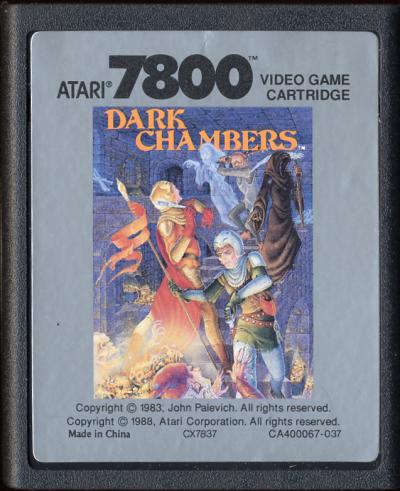 ATARI® 7800™ VIDEO GAME
CARTRIDGE
DARK
CHAMBERS™
Copyright © 1983, John Palevich. All rights reserved.
Copyright © 1988, Atari Corporation. All rights reserved.
Made in China CX7837 CA400067-037